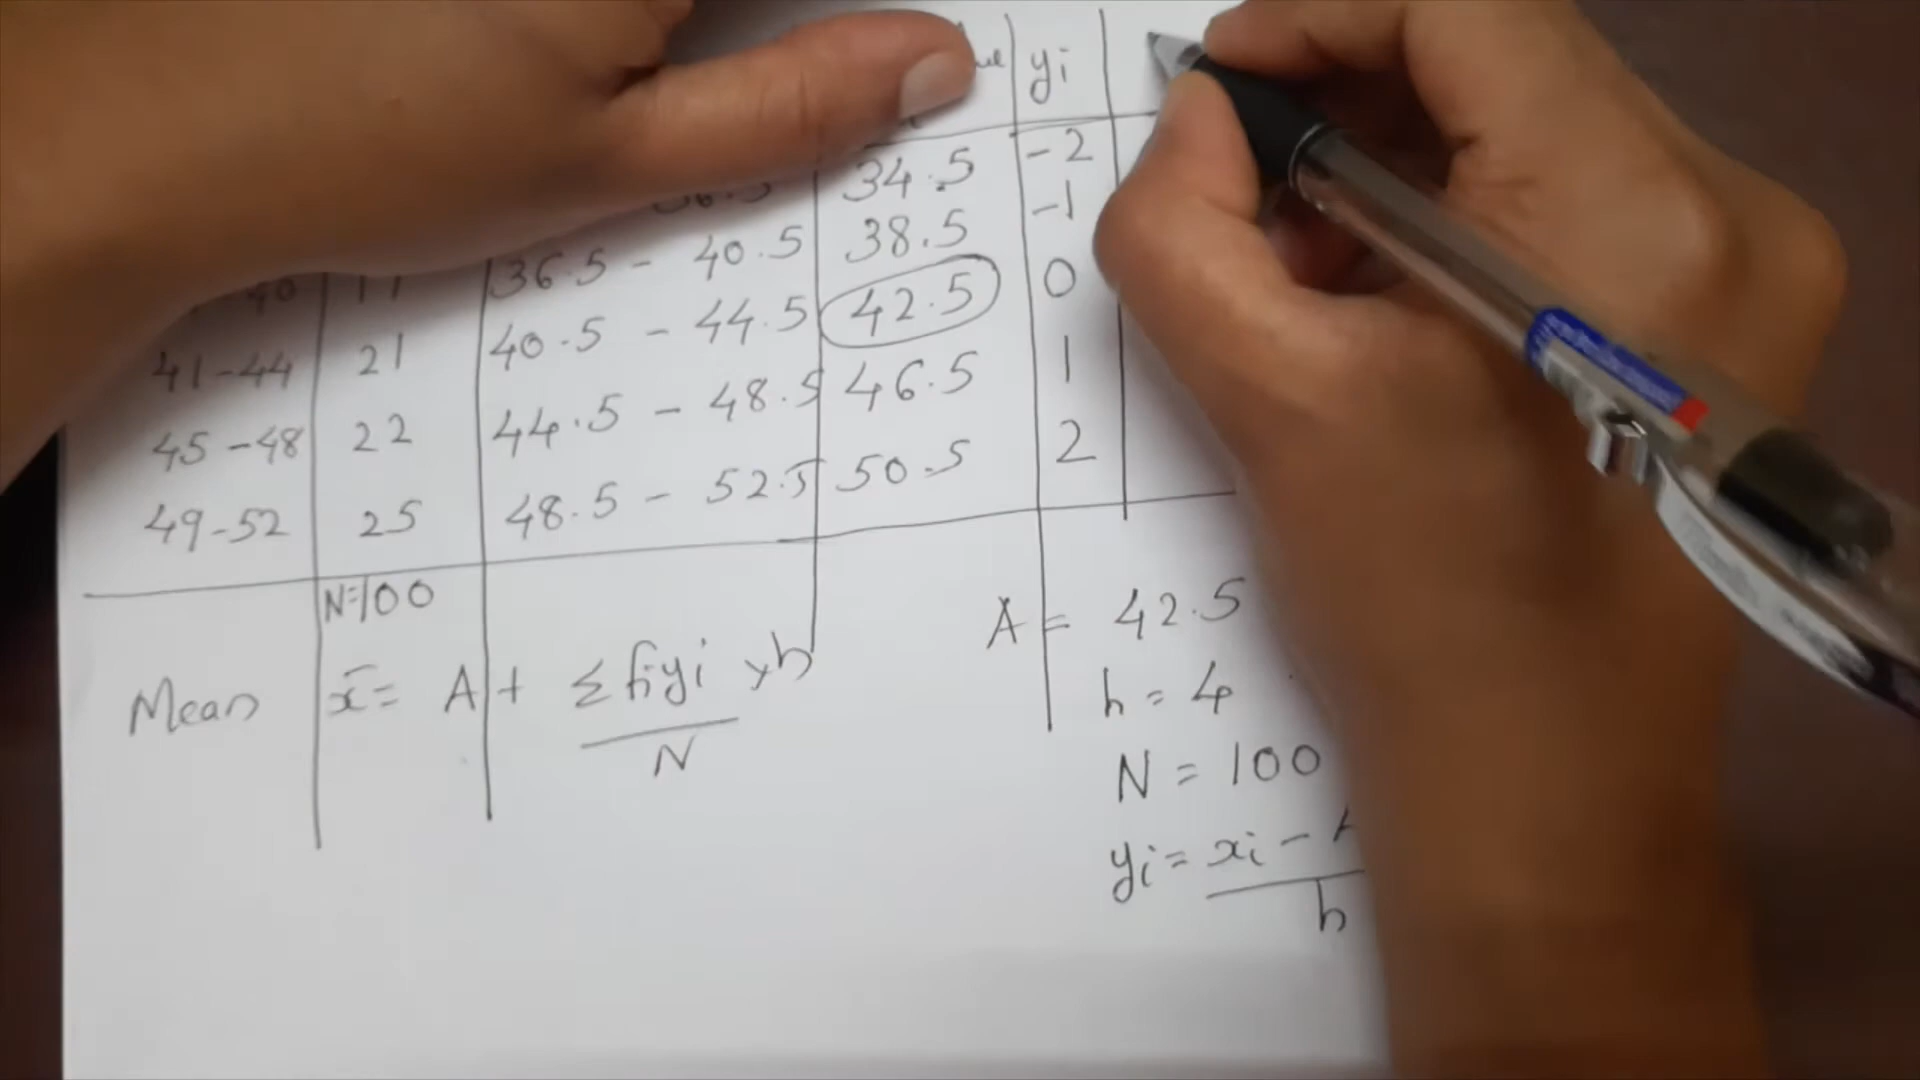 yi
34.5 -2
36.5 - 40.5 38.5 -1
41-44 21 40.5 - 44.5 42.5 0
45-48 22 44.5 - 48.5 46.5 1
49-52 25 48.5 - 52.5 50.5 2
N=100
A = 42.5
Mean x̄ = A + Σfiyi × h
N
h = 4
N = 100
yi = xi -
h